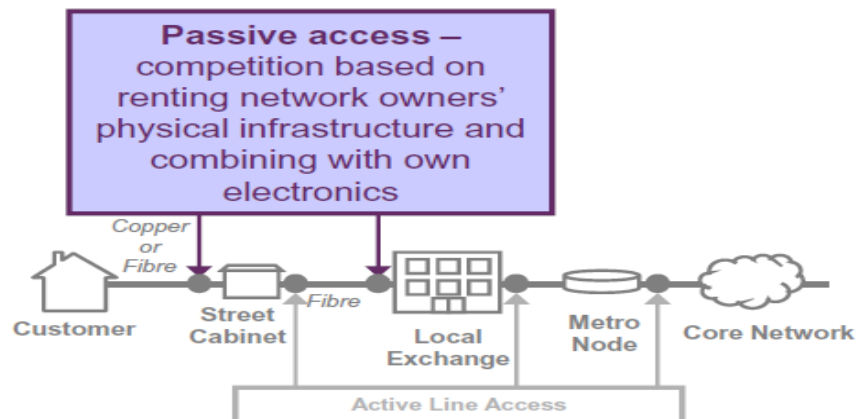 Passive access –
competition based on
renting network owners’
physical infrastructure and
combining with own
electronics
Copper
or
Fibre
Fibre
Customer
Street
Cabinet
Local
Exchange
Metro
Node
Core Network
Active Line Access